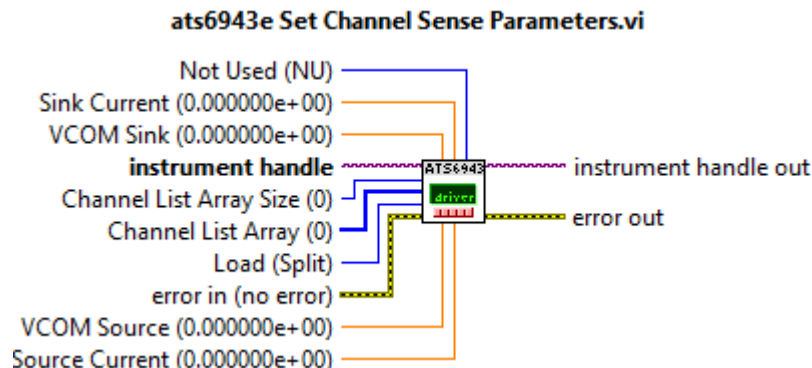 ats6943e Set Channel Sense Parameters.vi
Not Used (NU)
Sink Current (0.000000e+00)
VCOM Sink (0.000000e+00)
instrument handle
ATS6943
instrument handle out
Channel List Array Size (0)
driver
Channel List Array (0)
error out
Load (Split)
error in (no error)
VCOM Source (0.000000e+00)
Source Current (0.000000e+00)